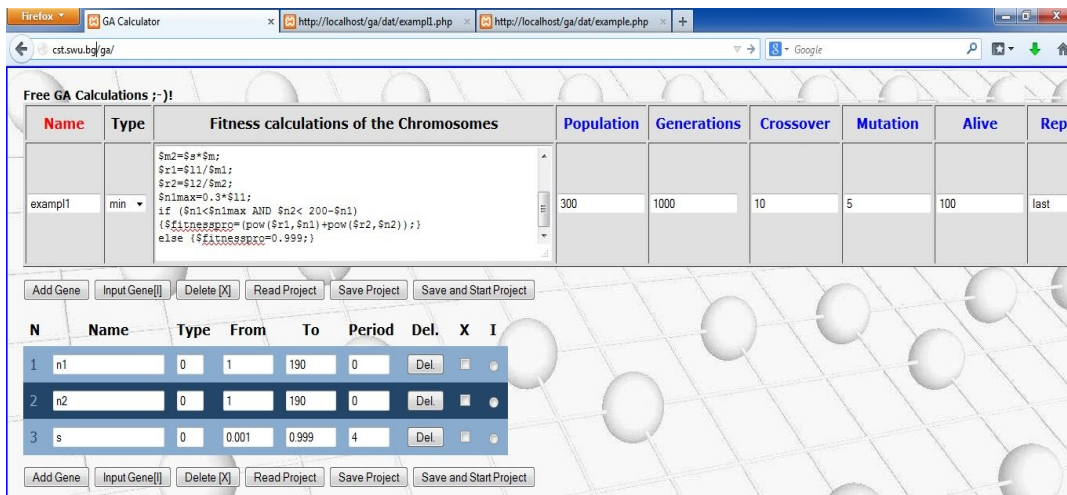 Firefox
GA Calculator
http://localhost/ga/dat/exampl1.php
http://localhost/ga/dat/example.php
cst.swu.bg/ga/
Google
Free GA Calculations ;-)!
Name Type Fitness calculations of the Chromosomes Population Generations Crossover Mutation Alive Rep
exampl1 min
$m2=$s*$m;
$r1=$l1/$m1;
$r2=$l2/$m2;
$n1max=0.3*$l1;
if ($n1<$n1max AND $n2< 200-$n1)
{$fitnesspro=(pow($r1,$n1)+pow($r2,$n2));}
else {$fitnesspro=0.999;}
300 1000 10 5 100 last
Add Gene Input Gene[I] Delete [X] Read Project Save Project Save and Start Project
N Name Type From To Period Del. X I
1 n1 0 1 190 0 Del.
2 n2 0 1 190 0 Del.
3 s 0 0.001 0.999 4 Del.
Add Gene Input Gene[I] Delete [X] Read Project Save Project Save and Start Project